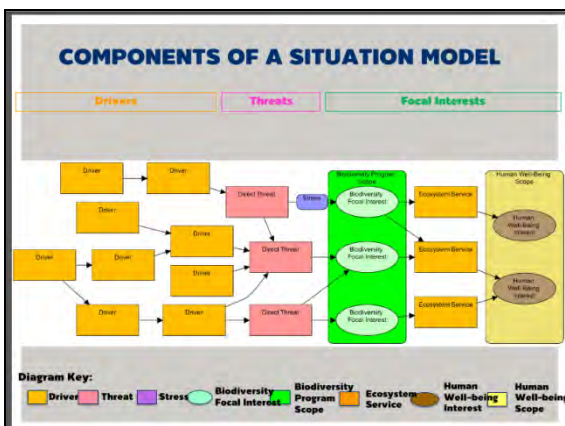 COMPONENTS OF A SITUATION MODEL
Drivers Threats Focal Interests
Biodiversity Program
Scope
Human Well-Being
Scope
Driver
Driver
Direct Threat
Stress
Biodiversity
Focal Interest
Ecosystem Service
Human
Well-Being
Interest
Driver
Driver
Direct Threat
Biodiversity
Focal Interest
Ecosystem Service
Driver
Driver
Driver
Human
Well-Being
Interest
Driver
Driver
Direct Threat
Biodiversity
Focal Interest
Ecosystem Service
Diagram Key:
Driver
Threat
Stress
Biodiversity
Focal Interest
Biodiversity
Program
Scope
Ecosystem
Service
Human
Well-being
Interest
Human
Well-being
Scope